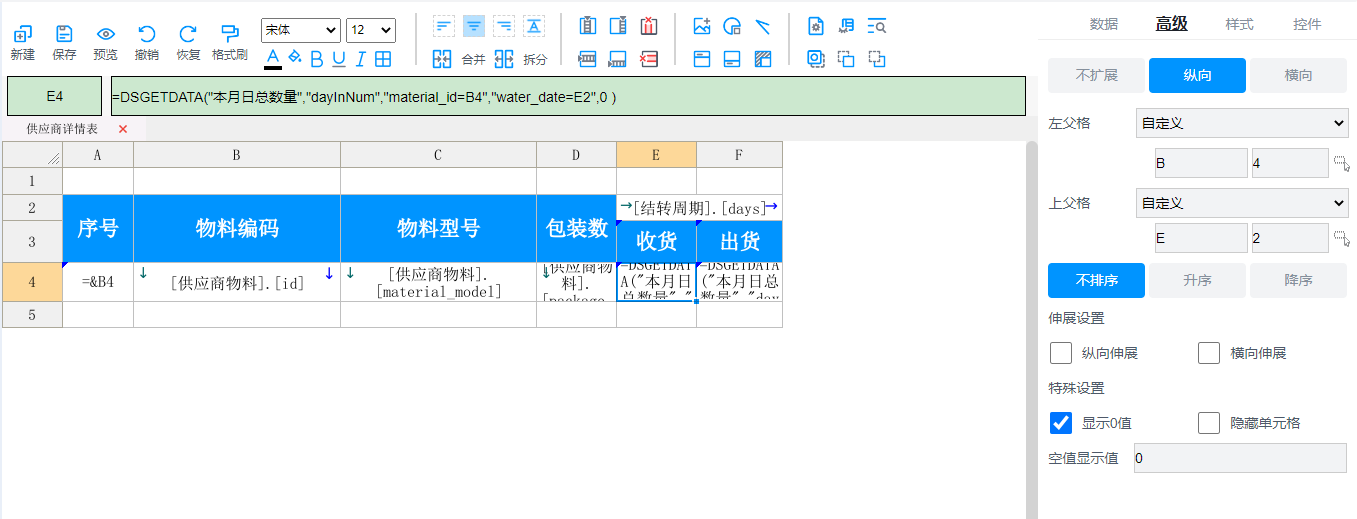 新建 保存 预览 撤销 恢复 格式刷
宋体 12
A B U I
合并 拆分
数据 高级 样式 控件
E4 =DSGETDATA("本月日总数量","dayInNum","material_id=B4","water_date=E2",0 )
供应商详情表
A B C D E F
1
2 序号 物料编码 物料型号 包装数 [结转周期].[days]
3 收货 出货
4 =&B4 [供应商物料].[id] [供应商物料].
[material_model]
[供应商物
料].
[package
=DSGETDAT
A("本月日
总数量","
=DSGETDATA
("本月日总
数量","day
5
不扩展 纵向 横向
左父格 自定义
B 4
上父格 自定义
E 2
不排序 升序 降序
伸展设置
纵向伸展 横向伸展
特殊设置
显示0值 隐藏单元格
空值显示值 0